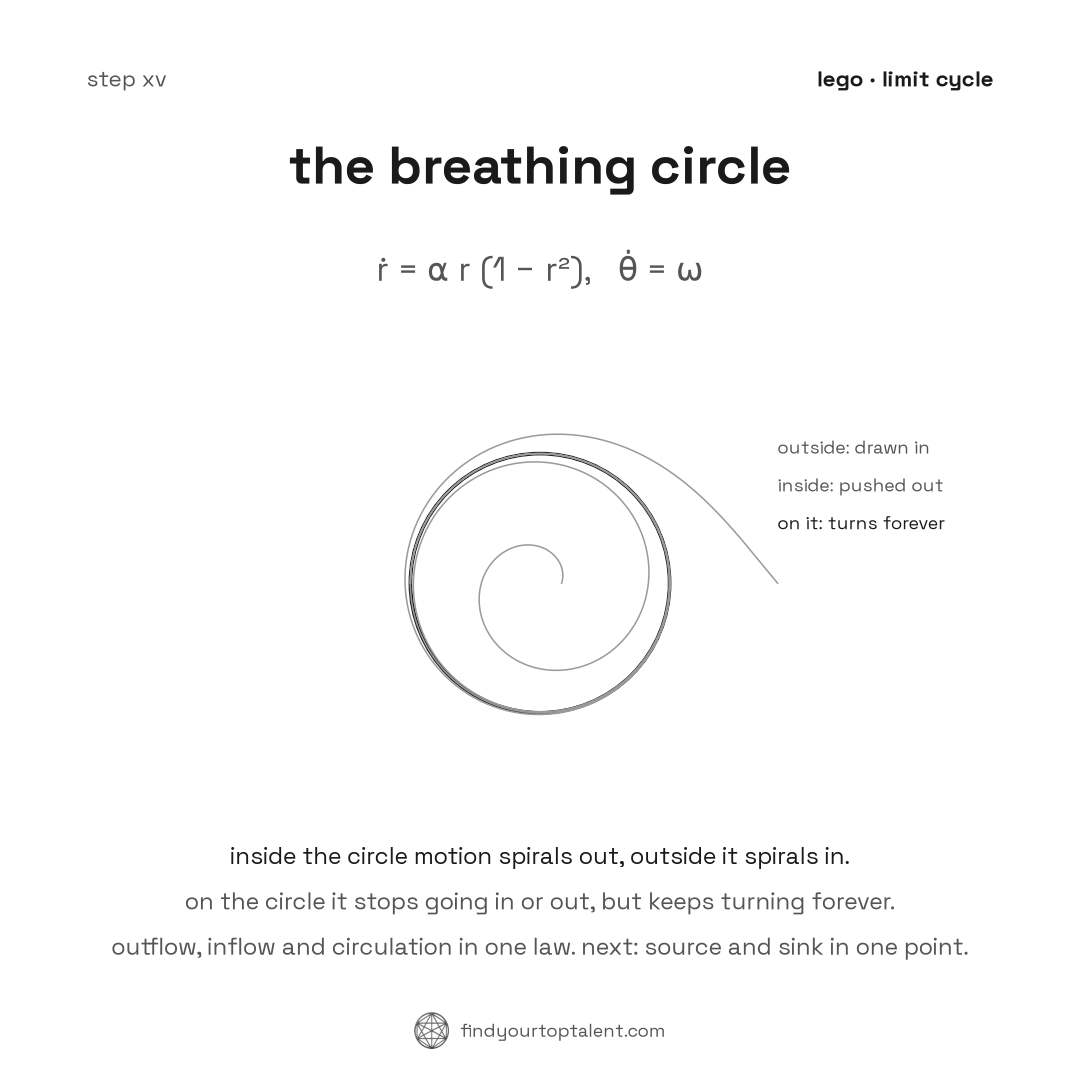 step xv
lego · limit cycle
the breathing circle
ṙ = α r (1 − r²), θ̇ = ω
outside: drawn in
inside: pushed out
on it: turns forever
inside the circle motion spirals out, outside it spirals in.
on the circle it stops going in or out, but keeps turning forever.
outflow, inflow and circulation in one law. next: source and sink in one point.
findyourtoptalent.com